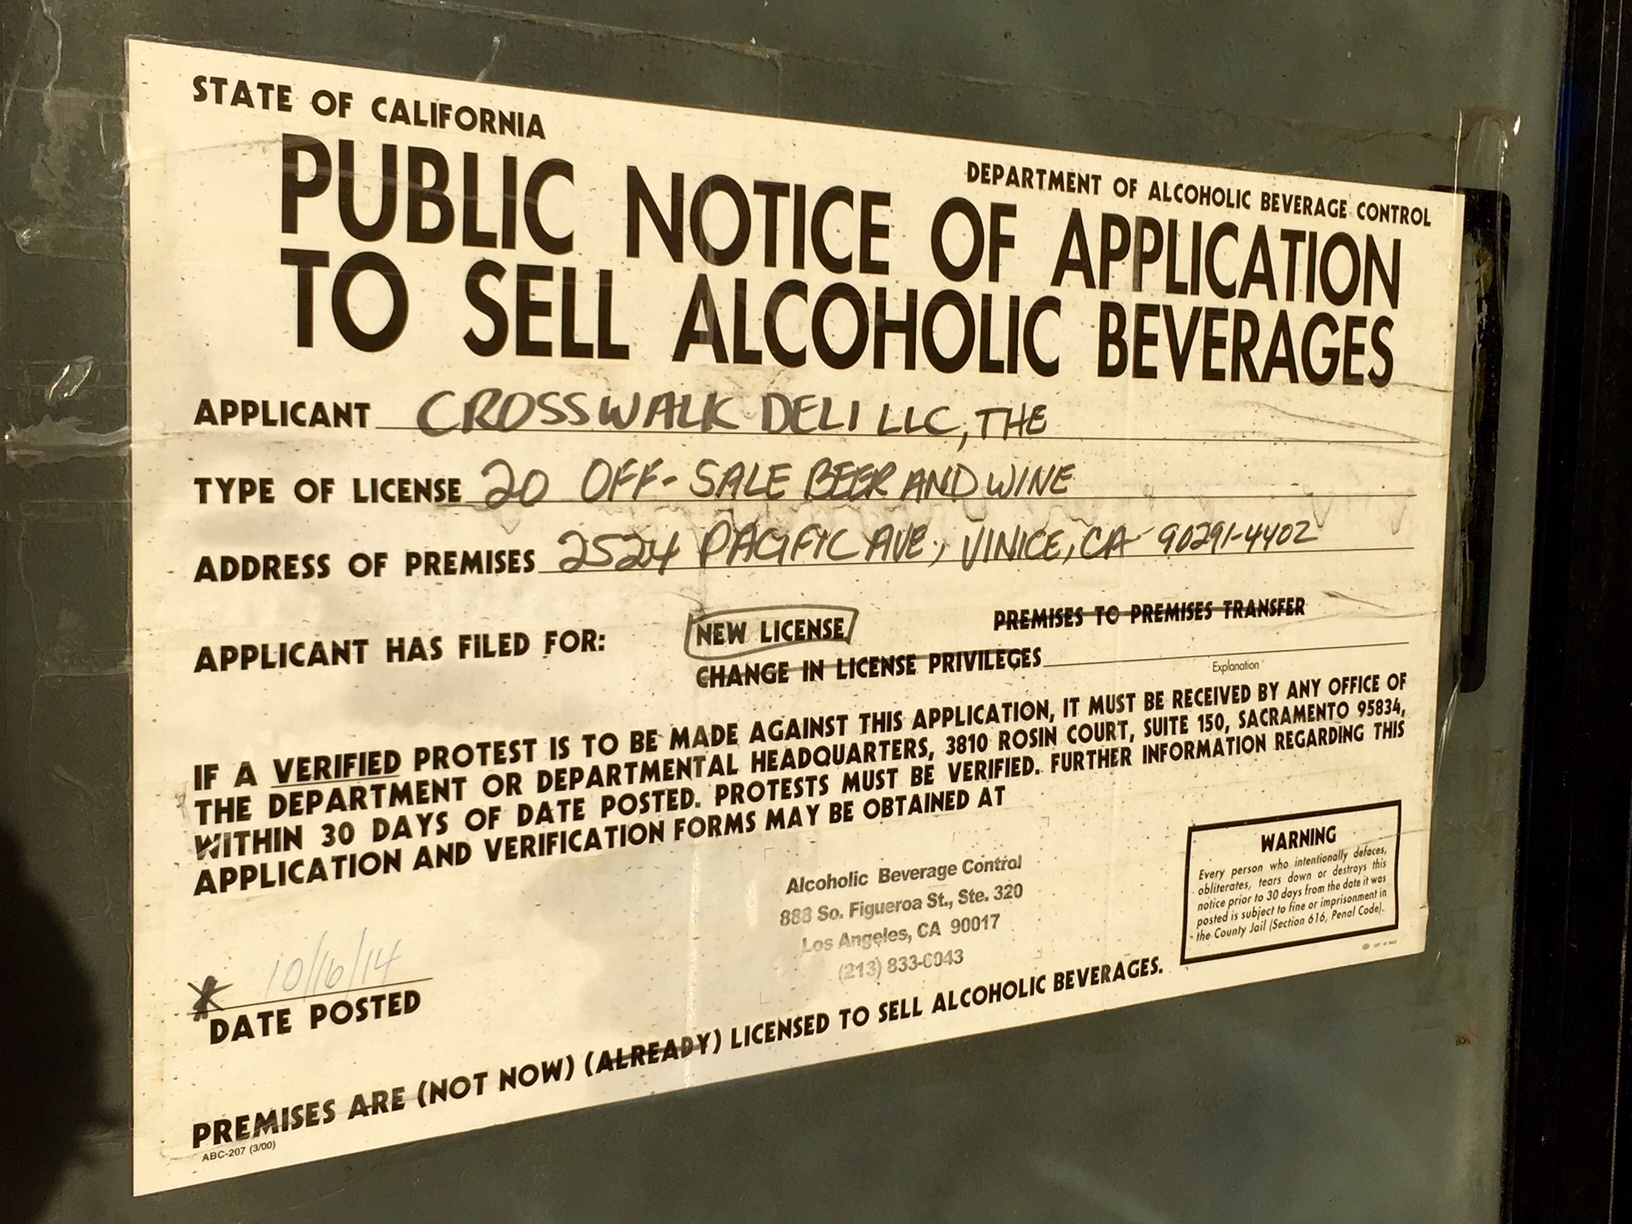 STATE OF CALIFORNIA
DEPARTMENT OF ALCOHOLIC BEVERAGE CONTROL
PUBLIC NOTICE OF APPLICATION
TO SELL ALCOHOLIC BEVERAGES
APPLICANT CROSSWALK DELI LLC, THE
TYPE OF LICENSE 20 OFF-SALE BEER AND WINE
ADDRESS OF PREMISES 2524 PACIFIC AVE, VINICE, CA 90291-4402
APPLICANT HAS FILED FOR: NEW LICENSE PREMISES TO PREMISES TRANSFER
CHANGE IN LICENSE PRIVILEGES
Explanation
IF A VERIFIED PROTEST IS TO BE MADE AGAINST THIS APPLICATION, IT MUST BE RECEIVED BY ANY OFFICE OF
THE DEPARTMENT OR DEPARTMENTAL HEADQUARTERS, 3810 ROSIN COURT, SUITE 150, SACRAMENTO 95834,
WITHIN 30 DAYS OF DATE POSTED. PROTESTS MUST BE VERIFIED. FURTHER INFORMATION REGARDING THIS
APPLICATION AND VERIFICATION FORMS MAY BE OBTAINED AT
Alcoholic Beverage Control
888 So. Figueroa St., Ste. 320
Los Angeles, CA 90017
(213) 833-6043
WARNING
Every person who intentionally defaces,
obliterates, tears down or destroys this
notice prior to 30 days from the date it was
posted is subject to fine or imprisonment in
the County Jail (Section 616, Penal Code).
10/16/14
DATE POSTED
PREMISES ARE (NOT NOW) (ALREADY) LICENSED TO SELL ALCOHOLIC BEVERAGES.
ABC-207 (3/00)